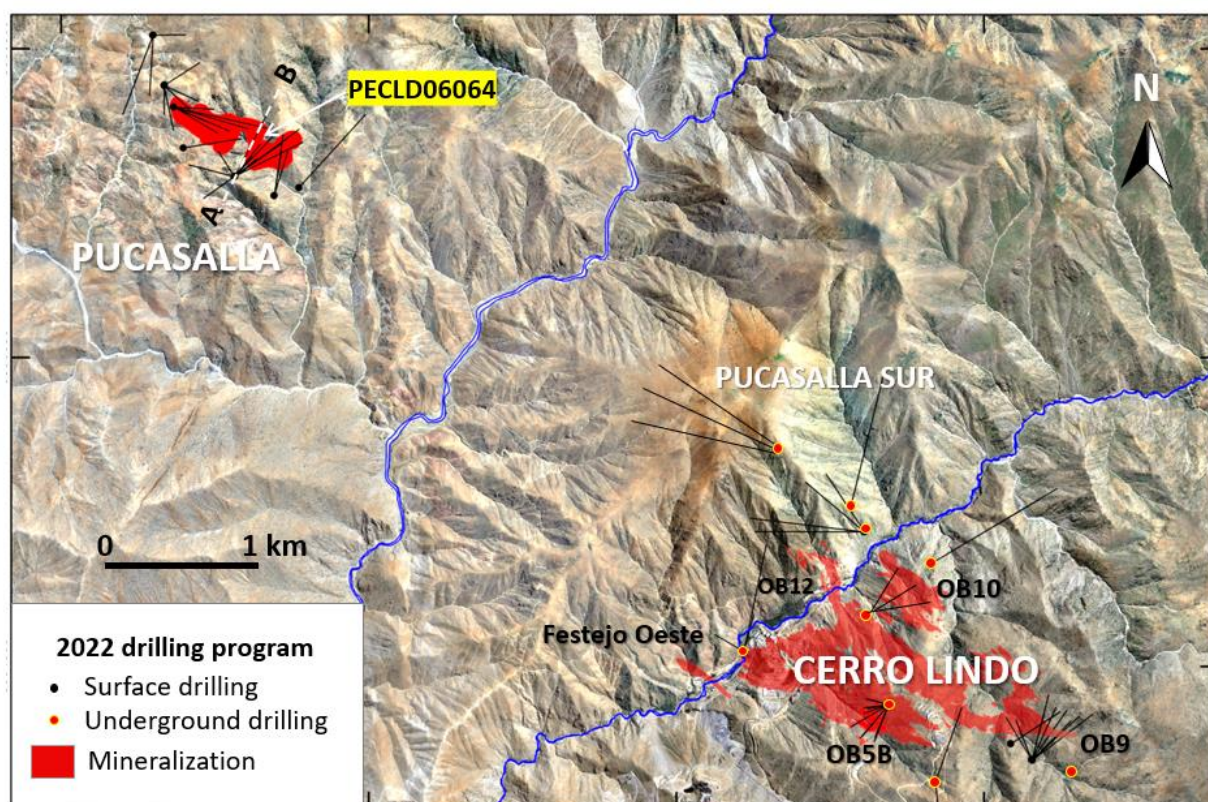 B
PECLD06064
N
A
PUCASALLA
PUCASALLA SUR
0 1 km
OB12
OB10
Festejo Oeste
CERRO LINDO
OB5B
OB9
2022 drilling program
Surface drilling
Underground drilling
Mineralization